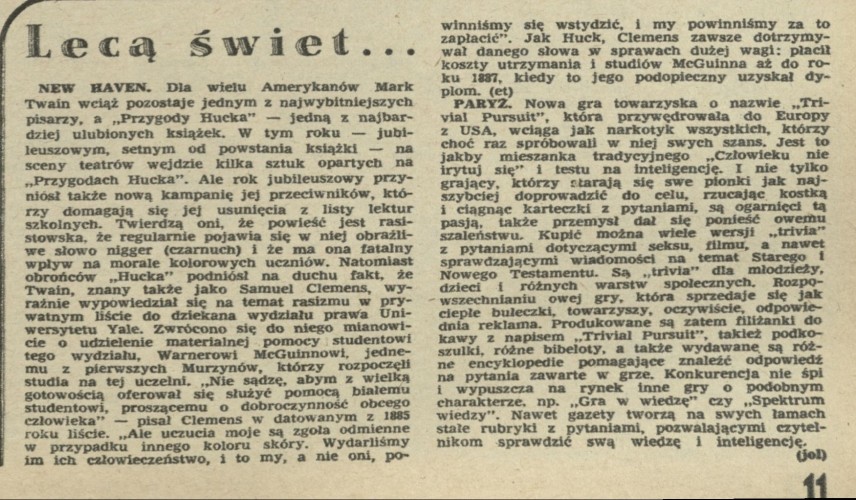 Lecą świet...
NEW HAVEN. Dla wielu Amerykanów Mark
Twain wciąż pozostaje jednym z najwybitniejszych
pisarzy, a „Przygody Hucka” — jedną z najbar-
dziej ulubionych książek. W tym roku — jubi-
leuszowym, setnym od powstania książki — na
sceny teatrów wejdzie kilka sztuk opartych na
„Przygodach Hucka”. Ale rok jubileuszowy przy-
niósł także nową kampanię jej przeciwników, któ-
rzy domagają się jej usunięcia z listy lektur
szkolnych. Twierdzą oni, że powieść jest rasi-
stowska, że regularnie pojawia się w niej obraźli-
we słowo nigger (czarnuch) i że ma ona fatalny
wpływ na morale kolorowych uczniów. Natomiast
obrońców „Hucka” podniósł na duchu fakt, że
Twain, znany także jako Samuel Clemens, wy-
raźnie wypowiedział się na temat rasizmu w pry-
watnym liście do dziekana wydziału prawa Uni-
wersytetu Yale. Zwrócono się do niego mianowi-
cie o udzielenie materialnej pomocy studentowi
tego wydziału, Warnerowi McGuinnowi, jedne-
mu z pierwszych Murzynów, którzy rozpoczęli
studia na tej uczelni. „Nie sądzę, abym z wielką
gotowością oferował się służyć pomocą białemu
studentowi, proszącemu o dobroczynność obcego
człowieka” — pisał Clemens w datowanym z 1885
roku liście. „Ale uczucia moje są zgoła odmienne
w przypadku innego koloru skóry. Wydarliśmy
im ich człowieczeństwo, i to my, a nie oni, po-
winniśmy się wstydzić, i my powinniśmy za to
zapłacić”. Jak Huck, Clemens zawsze dotrzymy-
wał danego słowa w sprawach dużej wagi: płacił
koszty utrzymania i studiów McGuinna aż do ro-
ku 1887, kiedy to jego podopieczny uzyskał dy-
plom. (et)
PARYŻ. Nowa gra towarzyska o nazwie „Tri-
vial Pursuit”, która przywędrowała do Europy
z USA, wciąga jak narkotyk wszystkich, którzy
choć raz spróbowali w niej swych szans. Jest to
jakby mieszanka tradycyjnego „Człowieku nie
irytuj się” i testu na inteligencję. I nie tylko
grający, którzy starają się swe pionki jak naj-
szybciej doprowadzić do celu, rzucając kostką
i ciągnąc karteczki z pytaniami, są ogarnięci tą
pasją, także przemysł dał się ponieść owemu
szaleństwu. Kupić można wiele wersji „trivia”
z pytaniami dotyczącymi seksu, filmu, a nawet
sprawdzającymi wiadomości na temat Starego i
Nowego Testamentu. Są „trivia” dla młodzieży,
dzieci i różnych warstw społecznych. Rozpo-
wszechnianiu owej gry, która sprzedaje się jak
ciepłe bułeczki, towarzyszy, oczywiście, odpowie-
dnia reklama. Produkowane są zatem filiżanki do
kawy z napisem „Trivial Pursuit”, takież podko-
szulki, różne bibeloty, a także wydawane są róż-
ne encyklopedie pomagające znaleźć odpowiedź
na pytania zawarte w grze. Konkurencja nie śpi
i wypuszcza na rynek inne gry o podobnym
charakterze, np. „Gra w wiedzę” czy „Spektrum
wiedzy”. Nawet gazety tworzą na swych łamach
stałe rubryki z pytaniami, pozwalającymi czytel-
nikom sprawdzić swą wiedzę i inteligencję.
(jol)
11